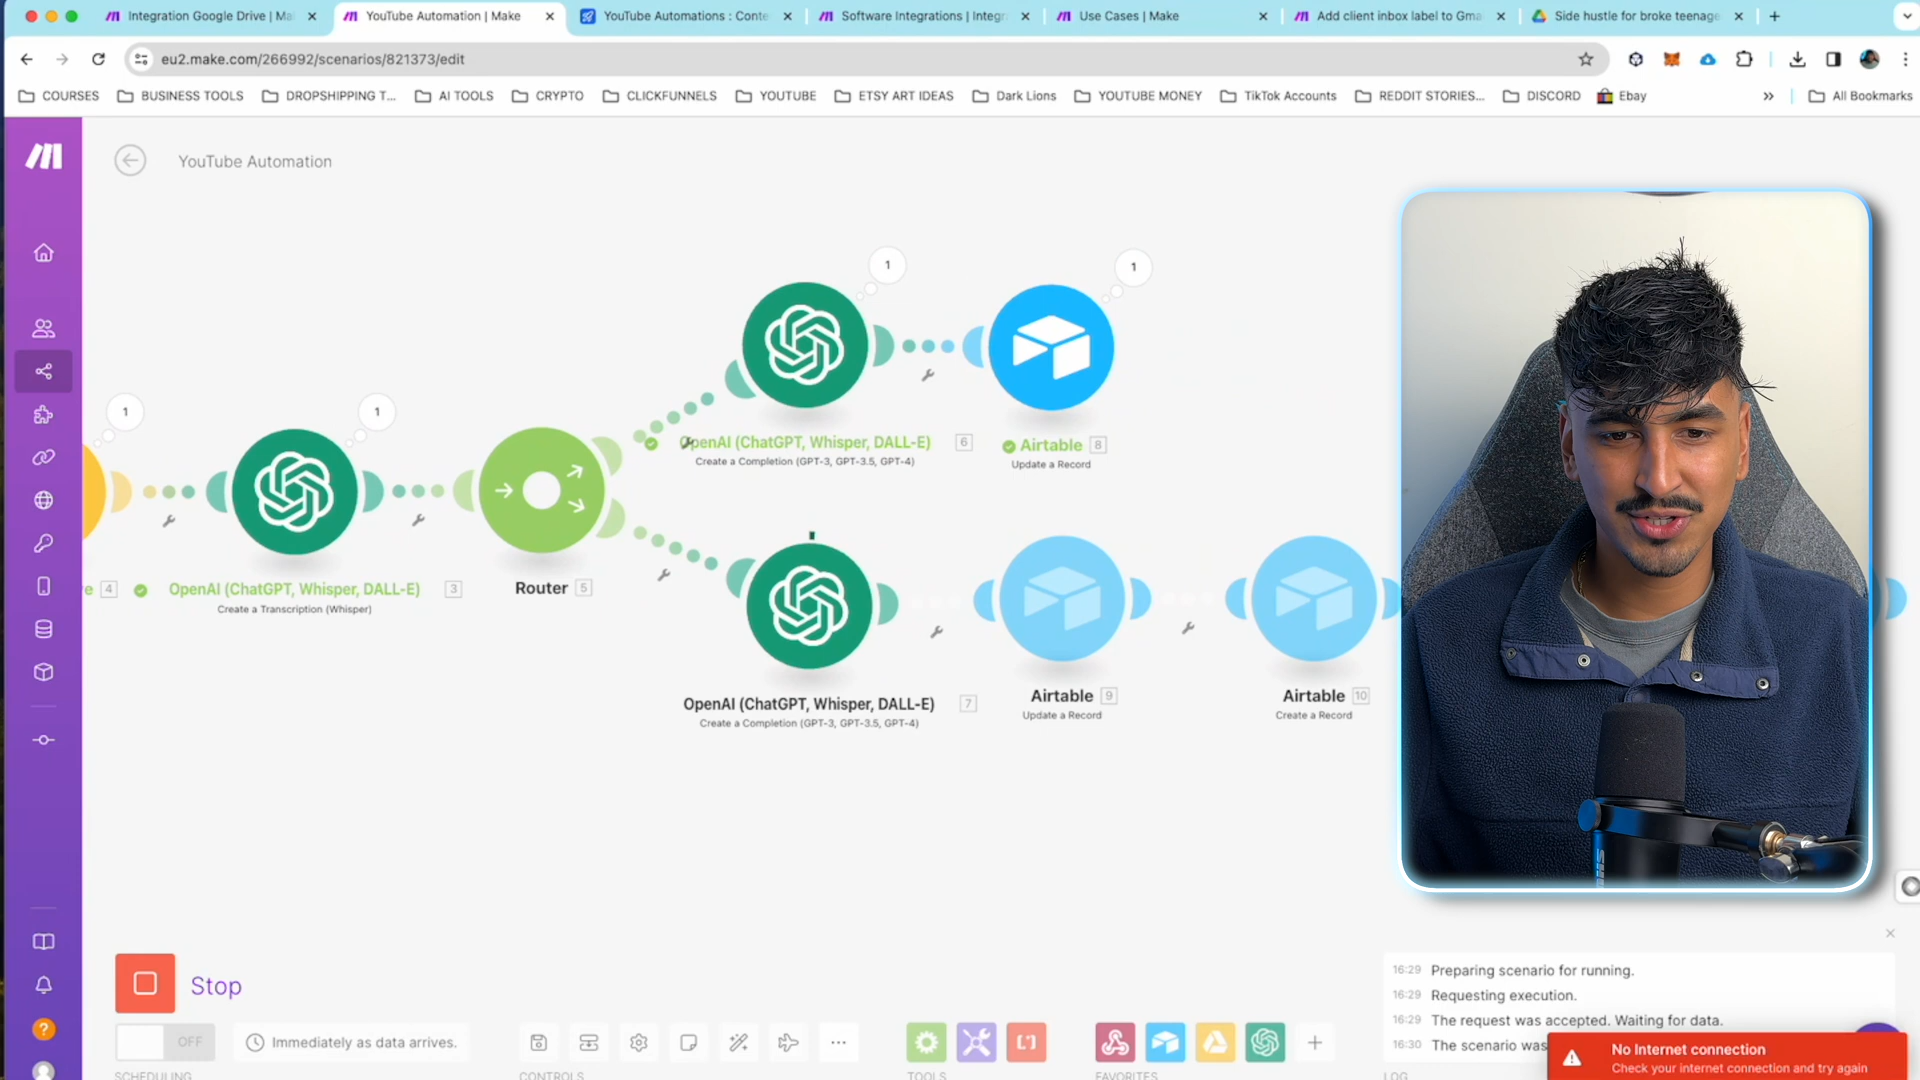 Integration Google Drive | Ma
YouTube Automation | Make
YouTube Automations : Conte
Software Integrations | Integr
Use Cases | Make
Add client inbox label to Gma
Side hustle for broke teenage
eu2.make.com/266992/scenarios/821373/edit
COURSES
BUSINESS TOOLS
DROPSHIPPING T...
AI TOOLS
CRYPTO
CLICKFUNNELS
YOUTUBE
ETSY ART IDEAS
Dark Lions
YOUTUBE MONEY
TikTok Accounts
REDDIT STORIES...
DISCORD
Ebay
All Bookmarks
YouTube Automation
1
1
OpenAI (ChatGPT, Whisper, DALL-E) 6
Create a Completion (GPT-3, GPT-3.5, GPT-4)
Airtable 8
Update a Record
1
1
e 4
OpenAI (ChatGPT, Whisper, DALL-E) 3
Create a Transcription (Whisper)
Router 5
OpenAI (ChatGPT, Whisper, DALL-E) 7
Create a Completion (GPT-3, GPT-3.5, GPT-4)
Airtable 9
Update a Record
Airtable 10
Create a Record
Stop
OFF
Immediately as data arrives.
SCHEDULING
CONTROLS
TOOLS
FAVORITES
LOG
16:29 Preparing scenario for running.
16:29 Requesting execution.
16:29 The request was accepted. Waiting for data.
16:30 The scenario was
No Internet connection
Check your internet connection and try again